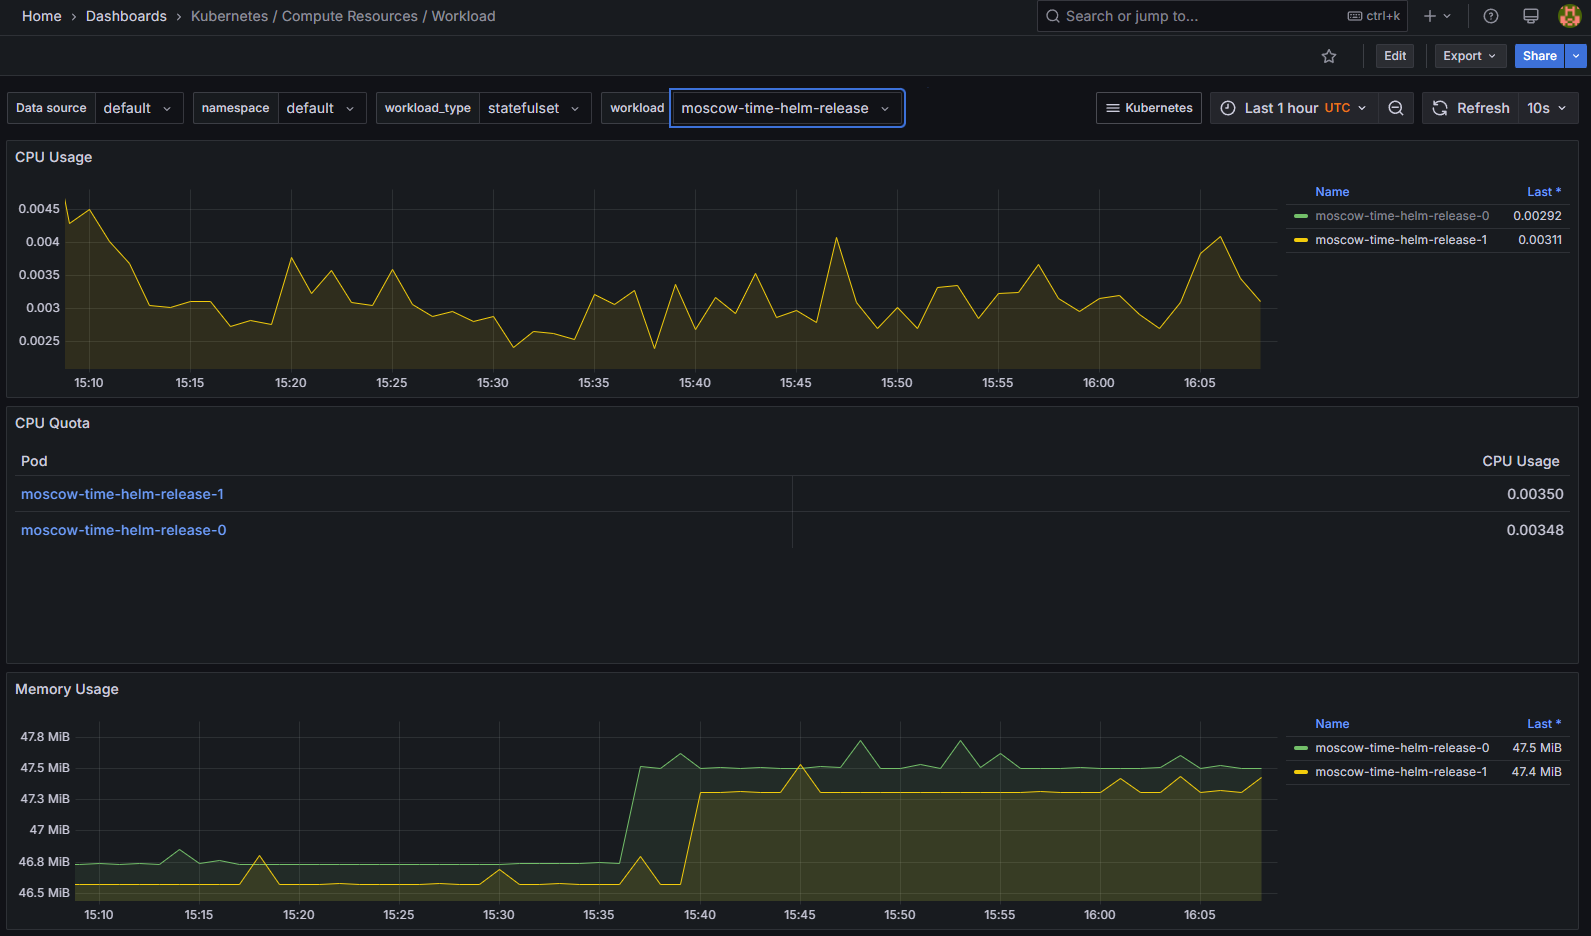 Home › Dashboards › Kubernetes / Compute Resources / Workload
Search or jump to... ctrl+k
Edit Export Share
Data source default namespace default workload_type statefulset workload moscow-time-helm-release Kubernetes Last 1 hour UTC Refresh 10s
CPU Usage
Name Last *
moscow-time-helm-release-0 0.00292
moscow-time-helm-release-1 0.00311
0.0045
0.004
0.0035
0.003
0.0025
15:10 15:15 15:20 15:25 15:30 15:35 15:40 15:45 15:50 15:55 16:00 16:05
CPU Quota
Pod CPU Usage
moscow-time-helm-release-1 0.00350
moscow-time-helm-release-0 0.00348
Memory Usage
Name Last *
moscow-time-helm-release-0 47.5 MiB
moscow-time-helm-release-1 47.4 MiB
47.8 MiB
47.5 MiB
47.3 MiB
47 MiB
46.8 MiB
46.5 MiB
15:10 15:15 15:20 15:25 15:30 15:35 15:40 15:45 15:50 15:55 16:00 16:05